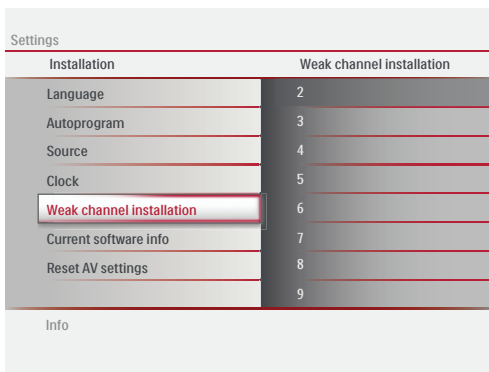 Settings
Installation
Weak channel installation
Language
2
Autoprogram
3
Source
4
Clock
5
Weak channel installation
6
Current software info
7
Reset AV settings
8
9
Info